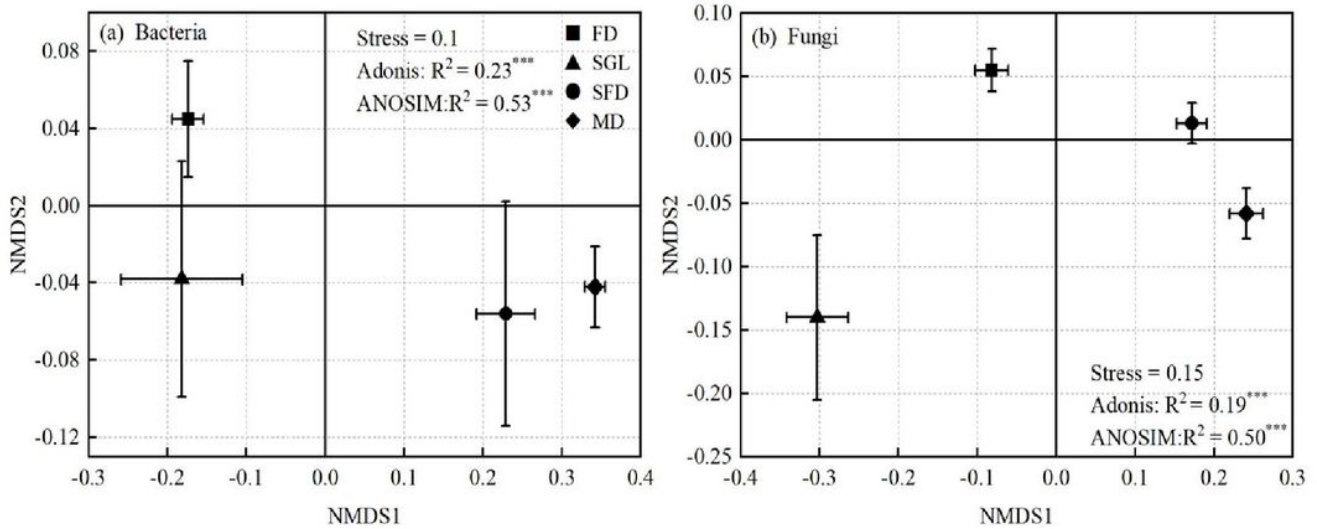 (a) Bacteria
Stress = 0.1
Adonis: R² = 0.23***
ANOSIM:R² = 0.53***
FD
SGL
SFD
MD
0.08
0.04
0.00
-0.04
-0.08
-0.12
NMDS2
-0.3 -0.2 -0.1 0.0 0.1 0.2 0.3 0.4
NMDS1
(b) Fungi
0.10
0.05
0.00
-0.05
-0.10
-0.15
-0.20
-0.25
NMDS2
Stress = 0.15
Adonis: R² = 0.19***
ANOSIM:R² = 0.50***
-0.4 -0.3 -0.2 -0.1 0.0 0.1 0.2 0.3
NMDS1